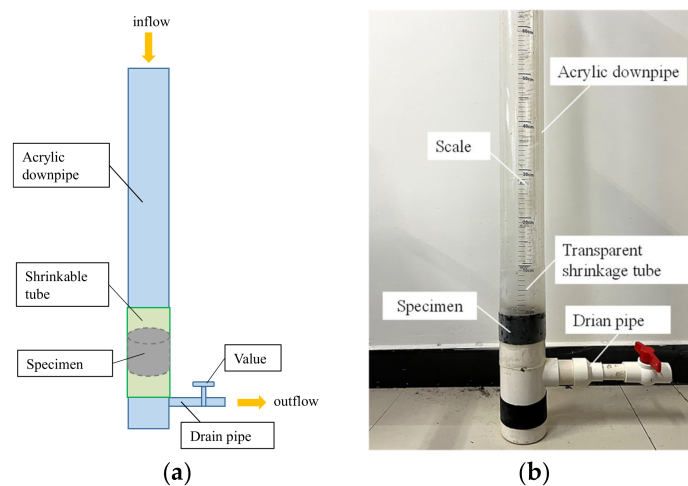 inflow
Acrylic
downpipe
Shrinkable
tube
Specimen
Value
outflow
Drain pipe
(a)
Acrylic downpipe
Scale
Transparent
shrinkage tube
Specimen
Drian pipe
(b)